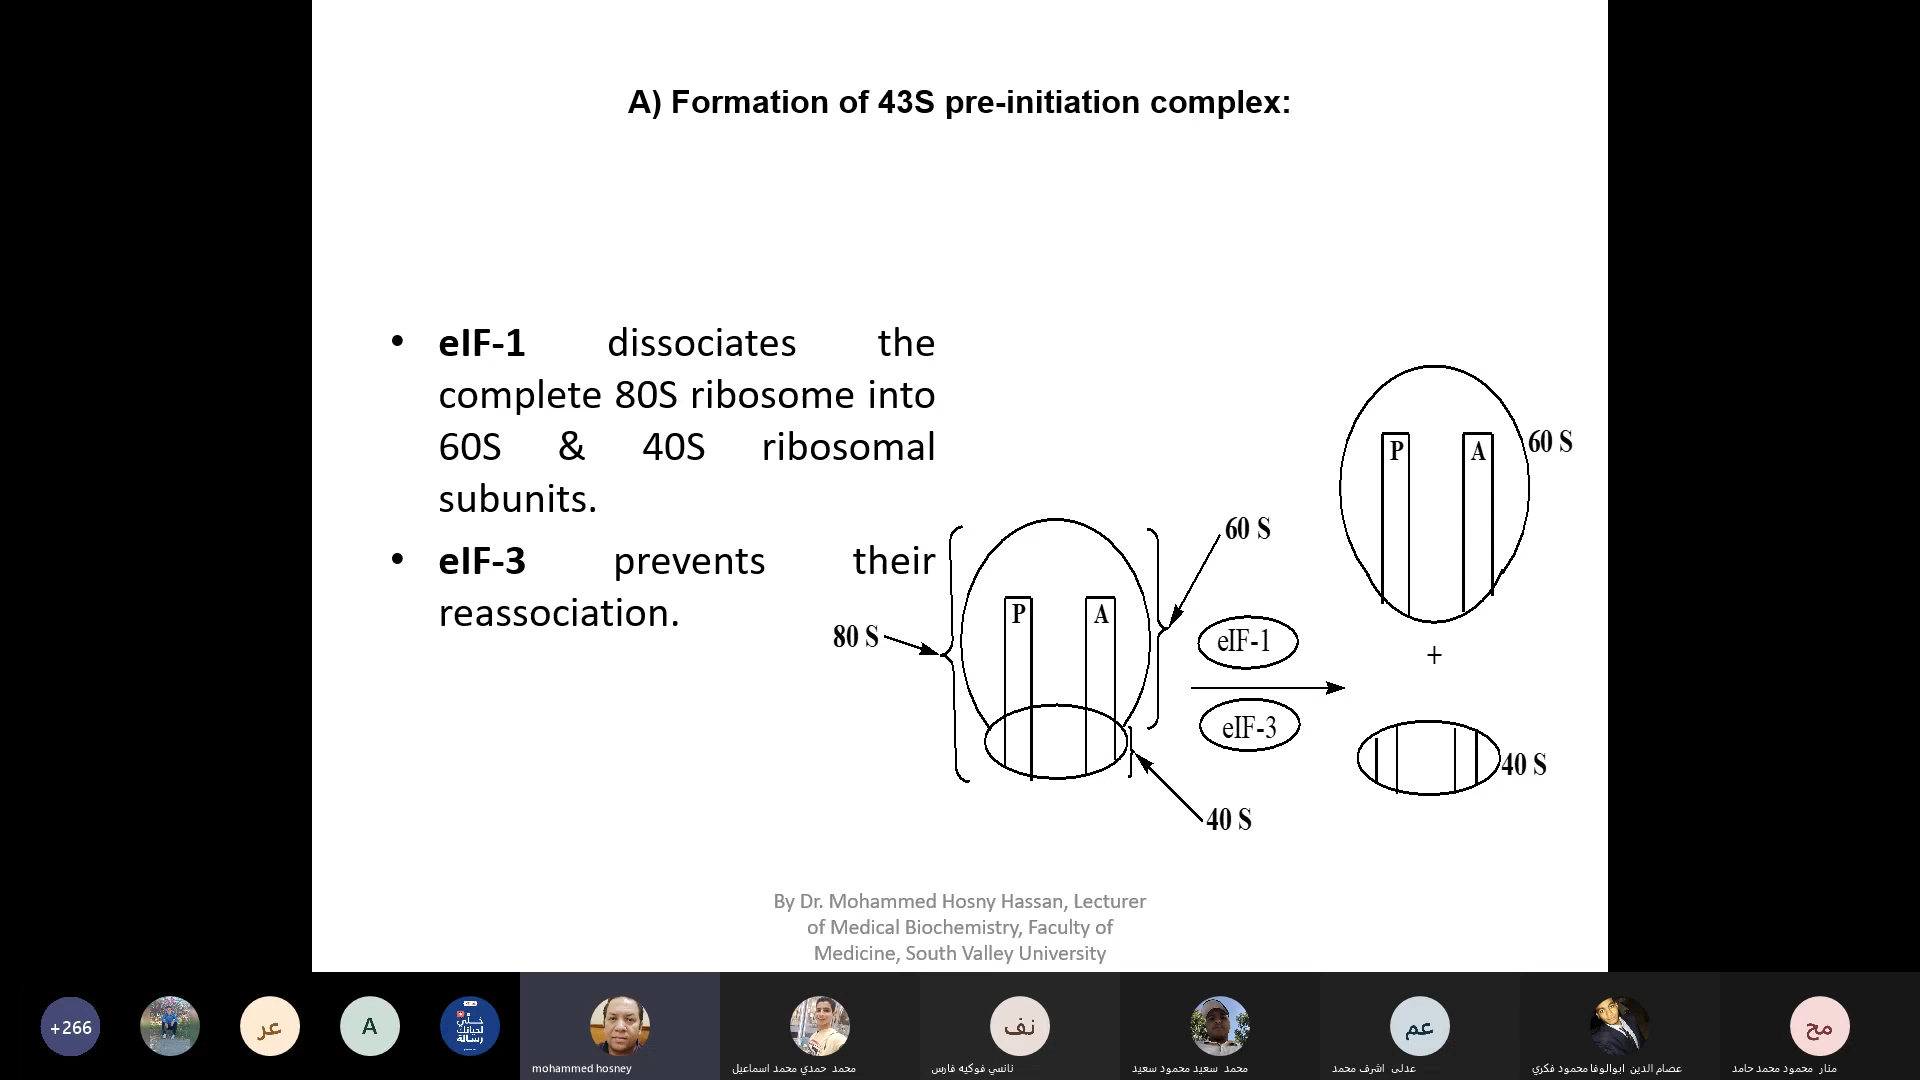 A) Formation of 43S pre-initiation complex:
• eIF-1 dissociates the
complete 80S ribosome into
60S & 40S ribosomal
subunits.
• eIF-3 prevents their
reassociation.
80 S
P
A
60 S
40 S
eIF-1
eIF-3
P
A
60 S
+
40 S
By Dr. Mohammed Hosny Hassan, Lecturer
of Medical Biochemistry, Faculty of
Medicine, South Valley University
+266
عر
A
خلي
لحياتك
رسالة
نف
عم
مح
mohammed hosney
محمد حمدي محمد اسماعيل
نانسي فوكيه فارس
محمد سعيد محمود سعيد
عدلى اشرف محمد
عصام الدين ابوالوفا محمود فكري
منار محمود محمد حامد